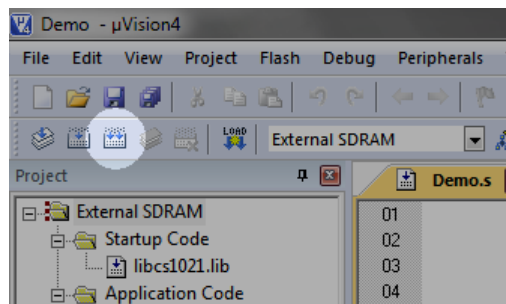 Demo - µVision4
File Edit View Project Flash Debug Peripherals
LOAD External SDRAM
Project
Demo.s
External SDRAM
Startup Code
libcs1021.lib
Application Code
01
02
03
04